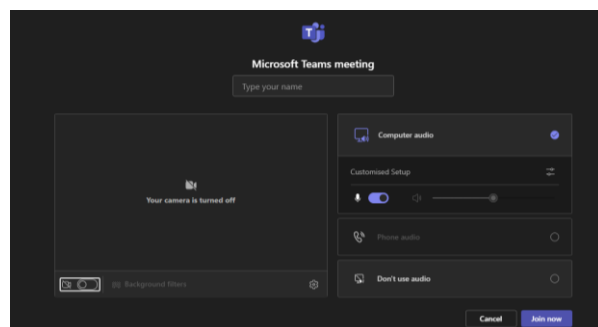 Microsoft Teams meeting
Type your name
Your camera is turned off
Background filters
Computer audio
Customised Setup
Phone audio
Don't use audio
Cancel
Join now